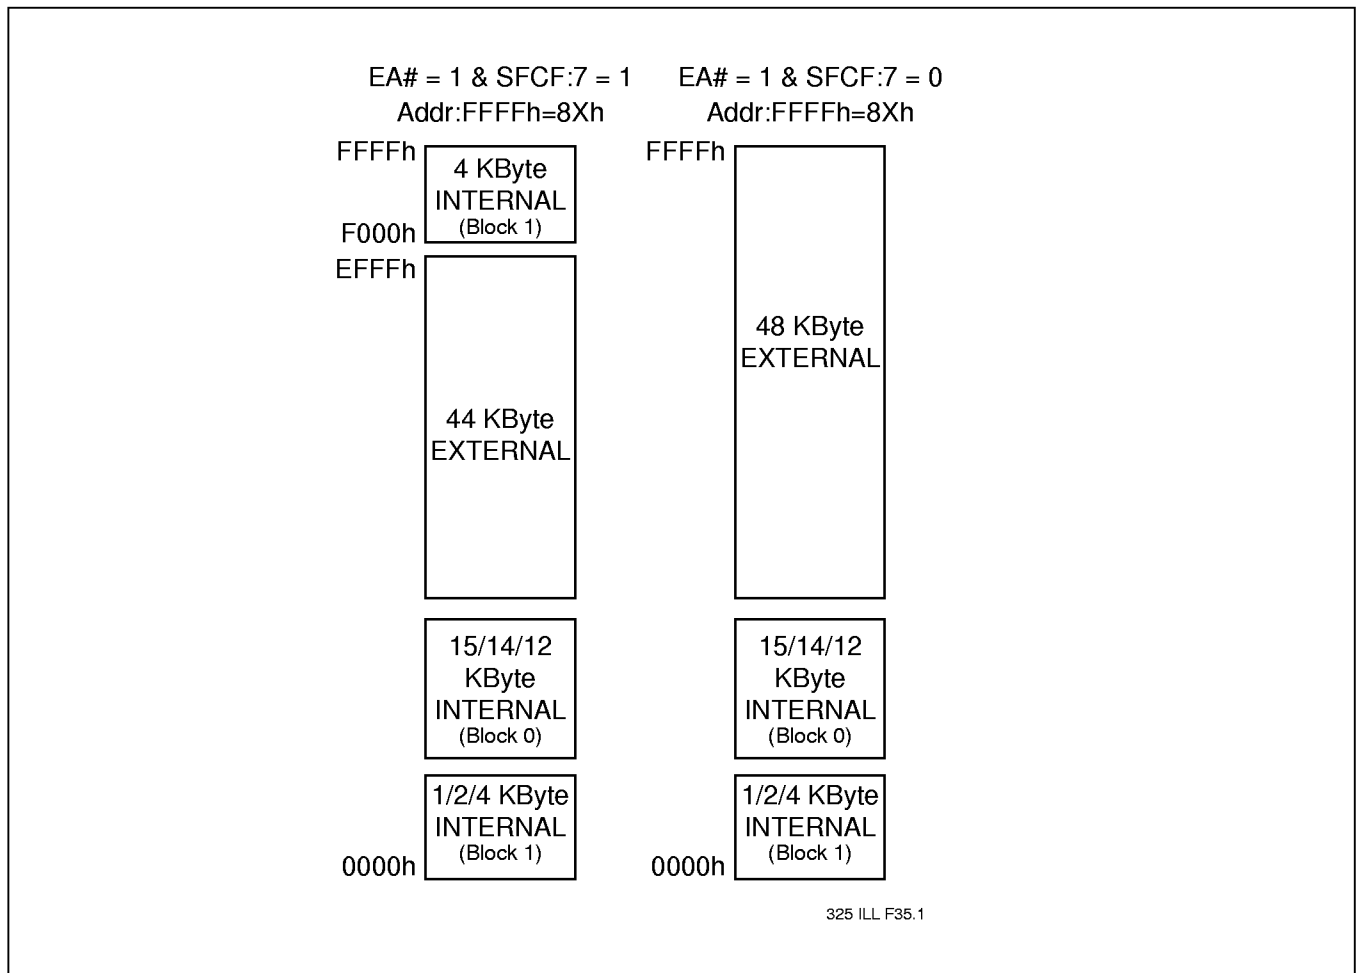 EA# = 1 & SFCF:7 = 1
Addr:FFFFh=8Xh
FFFFh
4 KByte
INTERNAL
(Block 1)
F000h
EFFFh
44 KByte
EXTERNAL
15/14/12
KByte
INTERNAL
(Block 0)
1/2/4 KByte
INTERNAL
(Block 1)
0000h
EA# = 1 & SFCF:7 = 0
Addr:FFFFh=8Xh
FFFFh
48 KByte
EXTERNAL
15/14/12
KByte
INTERNAL
(Block 0)
1/2/4 KByte
INTERNAL
(Block 1)
0000h
325 ILL F35.1